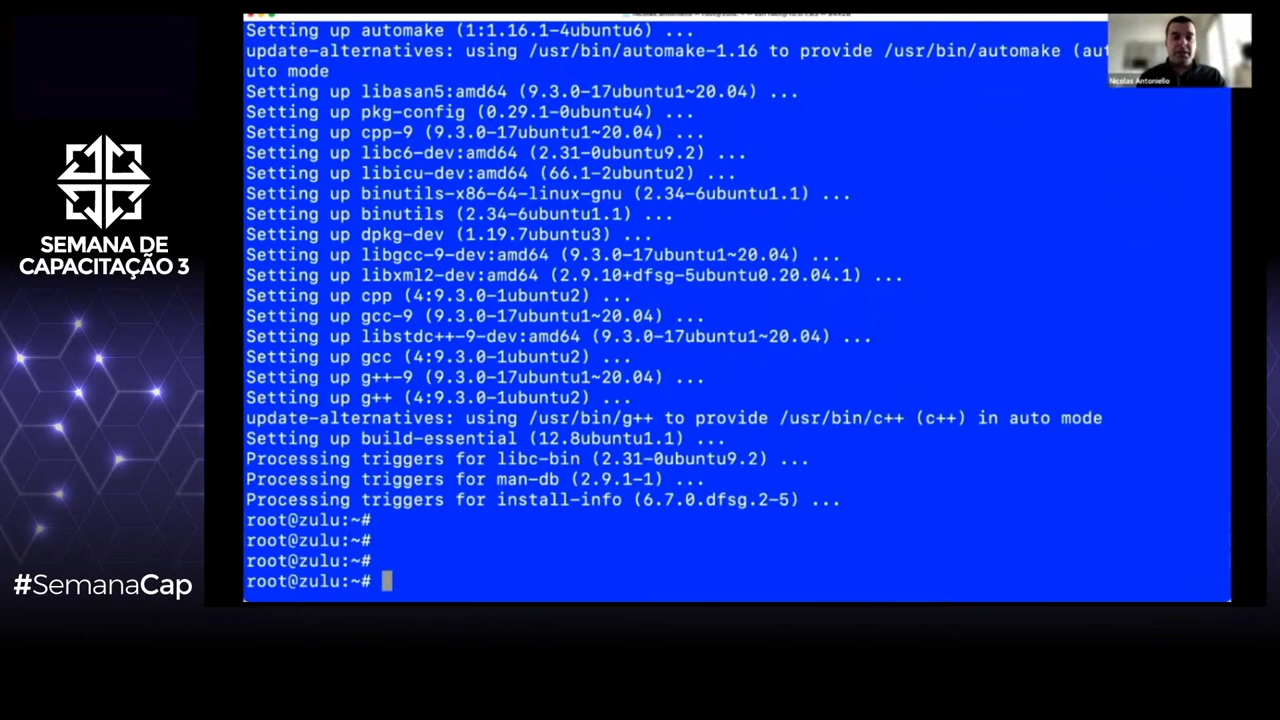 Setting up automake (1:1.16.1-4ubuntu6) ...
update-alternatives: using /usr/bin/automake-1.16 to provide /usr/bin/automake (aut
uto mode
Setting up libasan5:amd64 (9.3.0-17ubuntu1~20.04) ...
Setting up pkg-config (0.29.1-0ubuntu4) ...
Setting up cpp-9 (9.3.0-17ubuntu1~20.04) ...
Setting up libc6-dev:amd64 (2.31-0ubuntu9.2) ...
Setting up libicu-dev:amd64 (66.1-2ubuntu2) ...
Setting up binutils-x86-64-linux-gnu (2.34-6ubuntu1.1) ...
Setting up binutils (2.34-6ubuntu1.1) ...
Setting up dpkg-dev (1.19.7ubuntu3) ...
Setting up libgcc-9-dev:amd64 (9.3.0-17ubuntu1~20.04) ...
Setting up libxml2-dev:amd64 (2.9.10+dfsg-5ubuntu0.20.04.1) ...
Setting up cpp (4:9.3.0-1ubuntu2) ...
Setting up gcc-9 (9.3.0-17ubuntu1~20.04) ...
Setting up libstdc++-9-dev:amd64 (9.3.0-17ubuntu1~20.04) ...
Setting up gcc (4:9.3.0-1ubuntu2) ...
Setting up g++-9 (9.3.0-17ubuntu1~20.04) ...
Setting up g++ (4:9.3.0-1ubuntu2) ...
update-alternatives: using /usr/bin/g++ to provide /usr/bin/c++ (c++) in auto mode
Setting up build-essential (12.8ubuntu1.1) ...
Processing triggers for libc-bin (2.31-0ubuntu9.2) ...
Processing triggers for man-db (2.9.1-1) ...
Processing triggers for install-info (6.7.0.dfsg.2-5) ...
root@zulu:~#
root@zulu:~#
root@zulu:~#
root@zulu:~#
Nicolas Antoniello
SEMANA DE
CAPACITAÇÃO 3
#SemanaCap